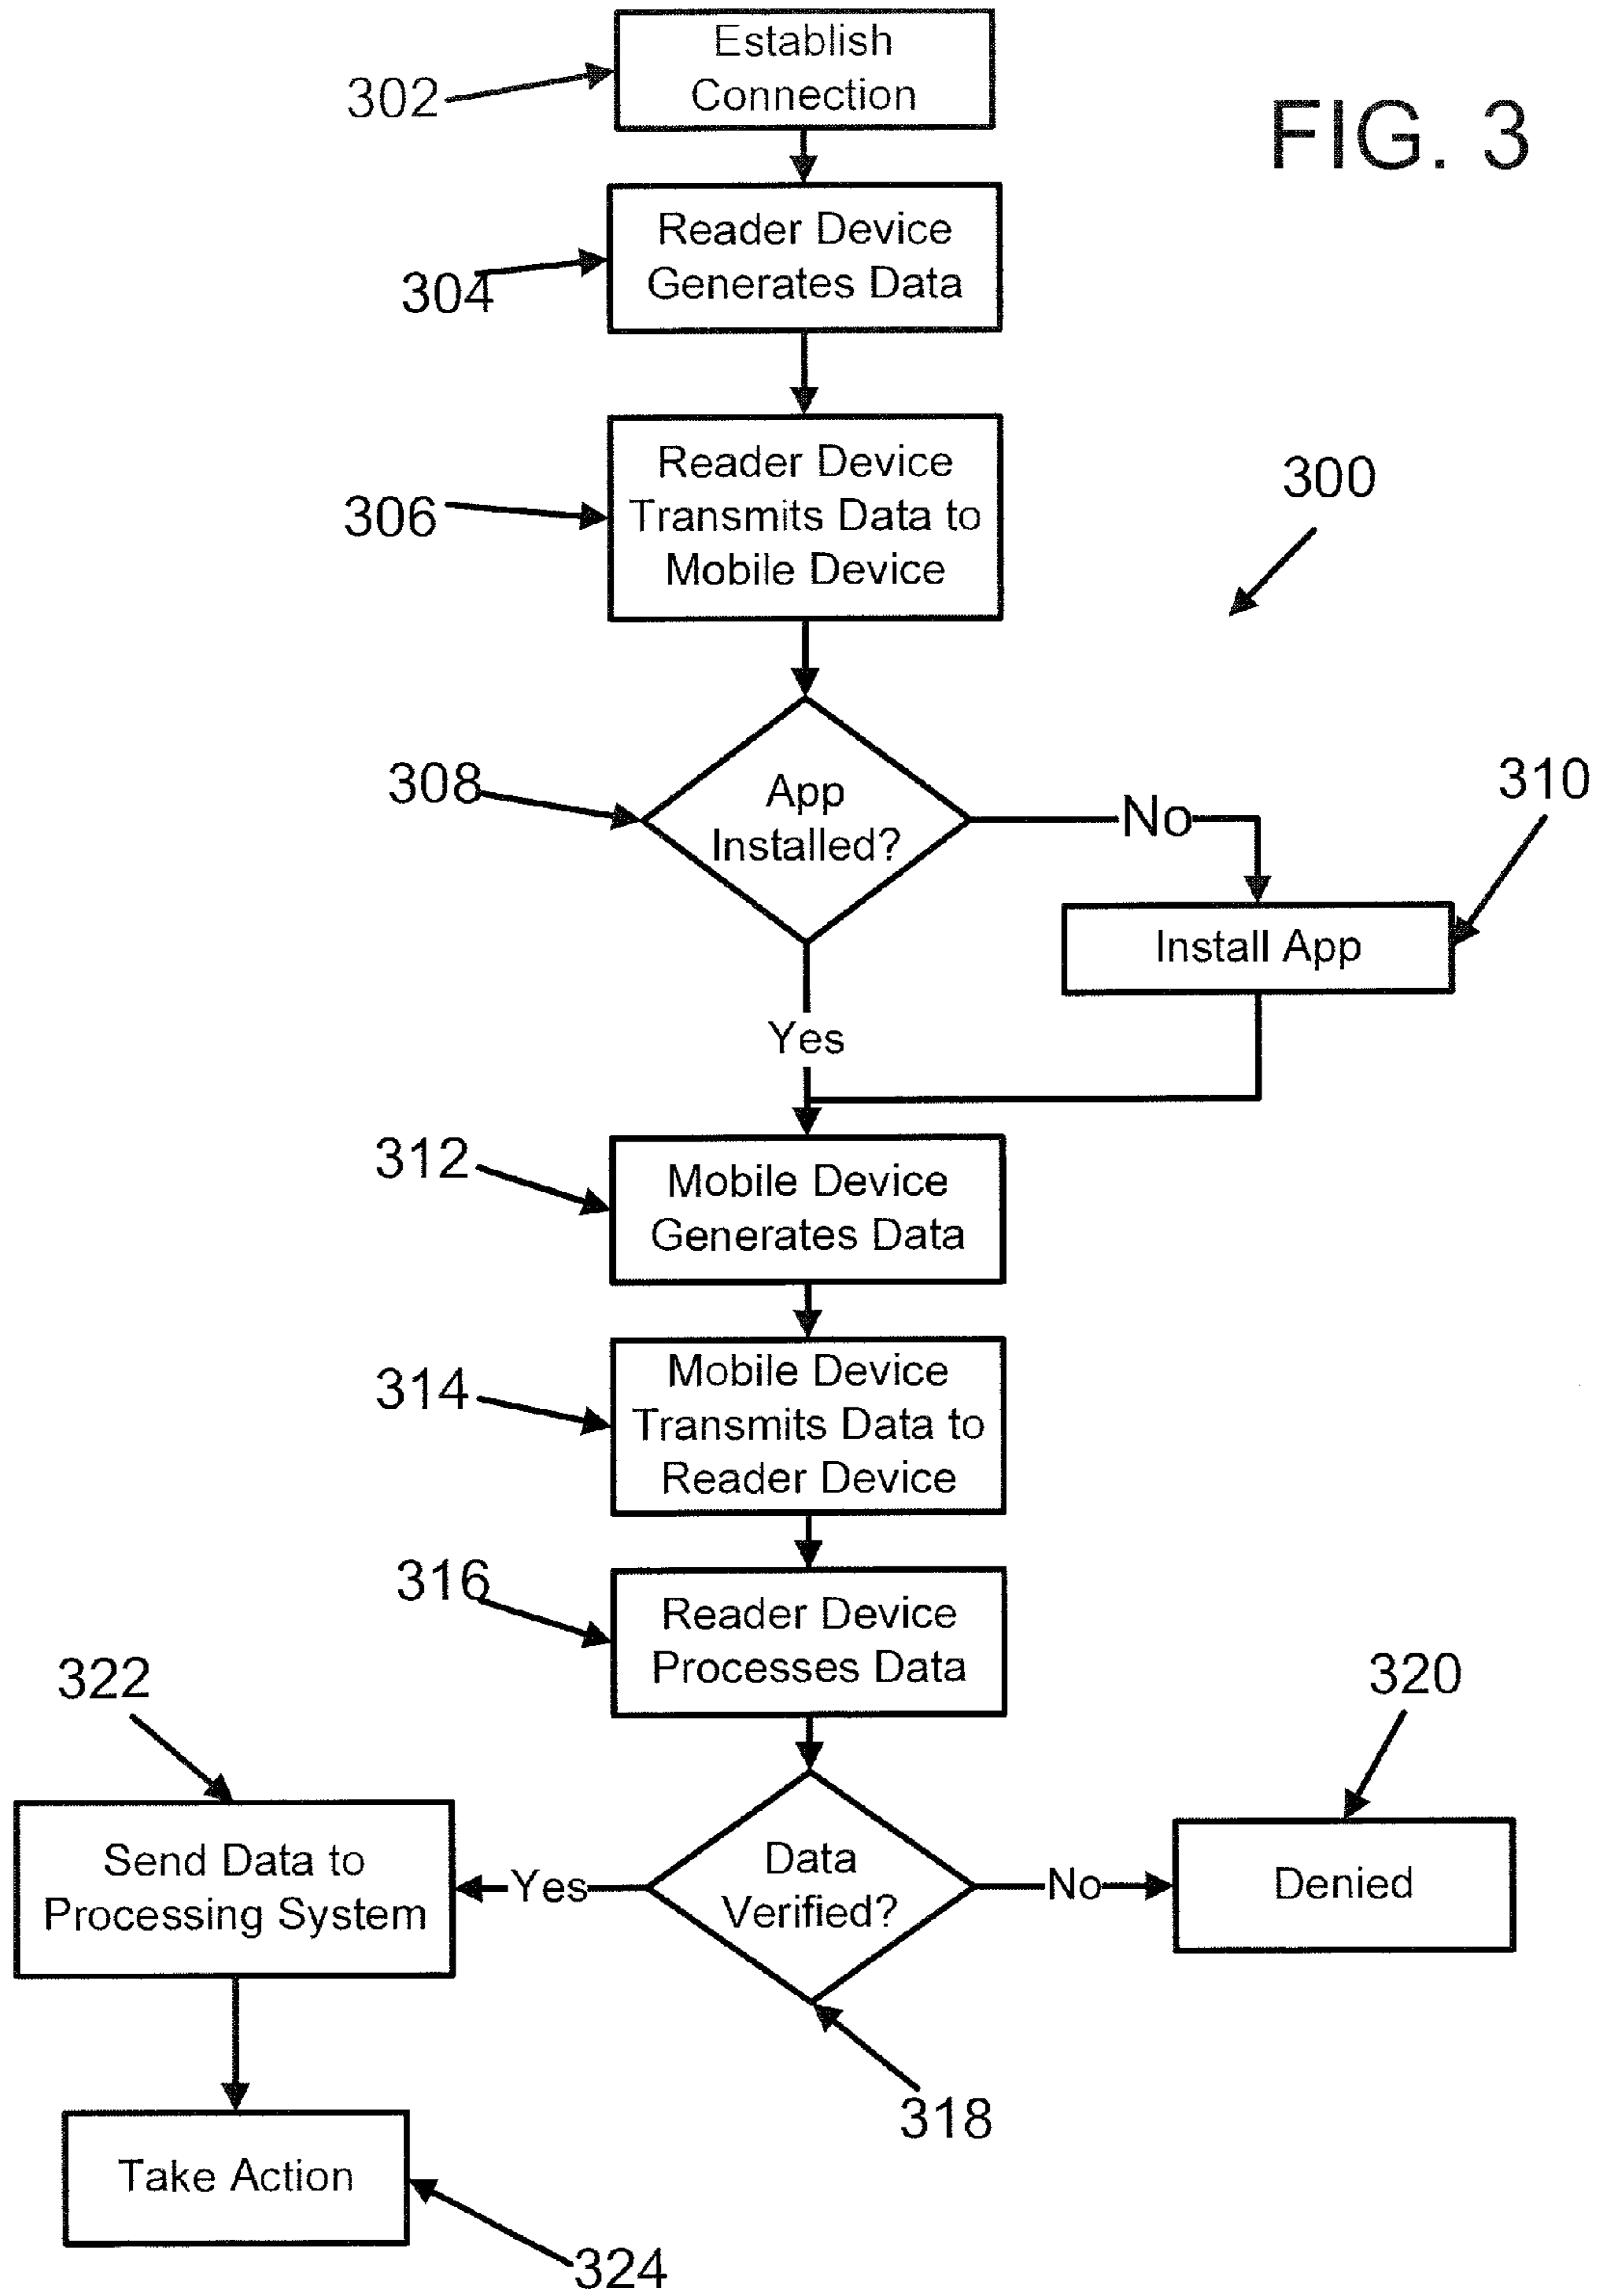 FIG. 3
302
Establish
Connection
304
Reader Device
Generates Data
306
Reader Device
Transmits Data to
Mobile Device
300
308
App
Installed?
No
310
Install App
Yes
312
Mobile Device
Generates Data
314
Mobile Device
Transmits Data to
Reader Device
316
Reader Device
Processes Data
322
320
Send Data to
Processing System
Yes
Data
Verified?
No
Denied
318
Take Action
324